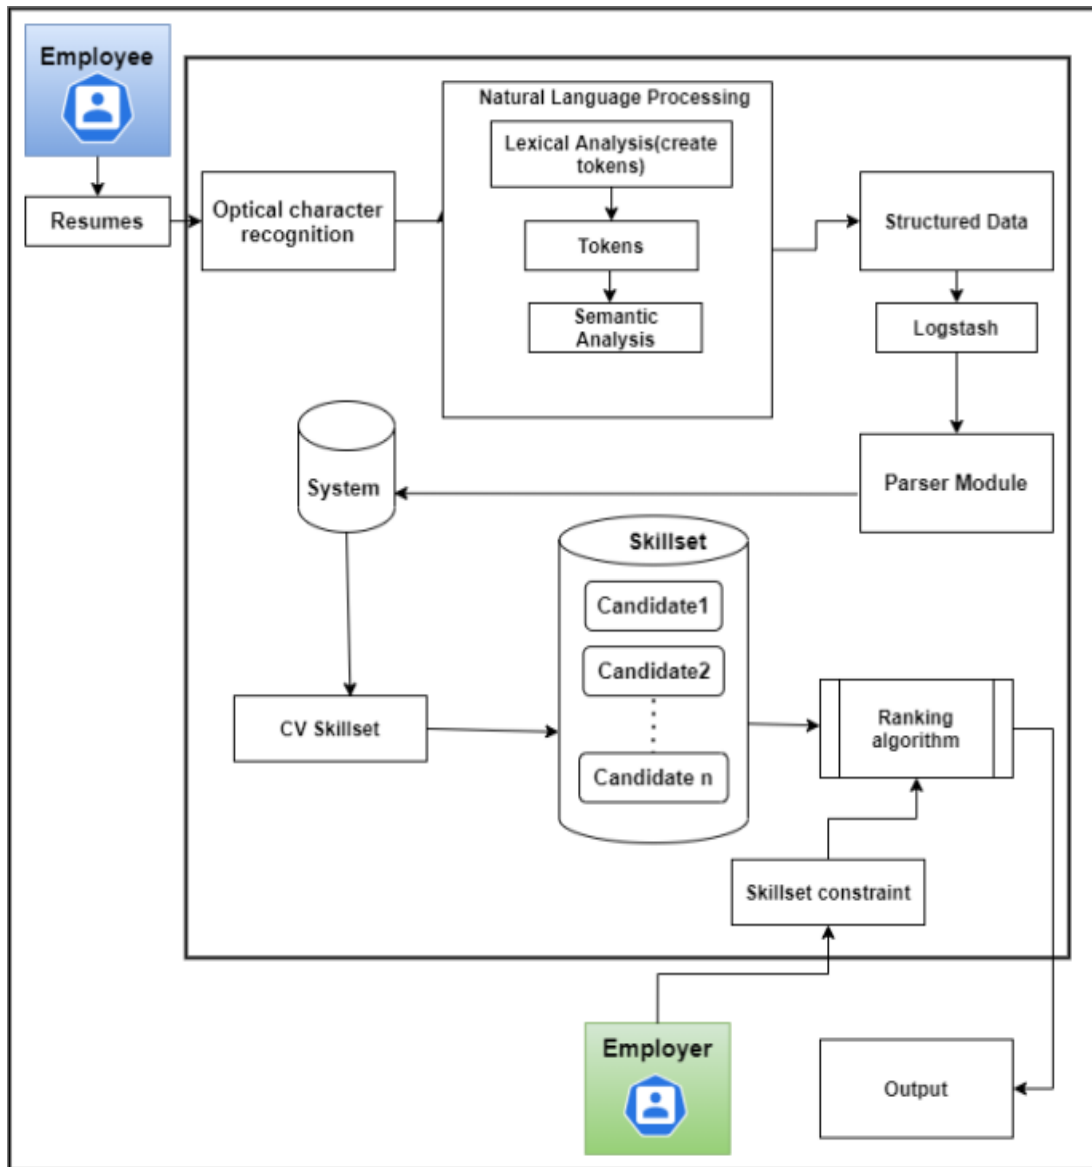 Employee
Resumes
Optical character
recognition
Natural Language Processing
Lexical Analysis(create
tokens)
Tokens
Semantic
Analysis
Structured Data
Logstash
Parser Module
System
CV Skillset
Skillset
Candidate1
Candidate2
Candidate n
Ranking
algorithm
Skillset constraint
Employer
Output